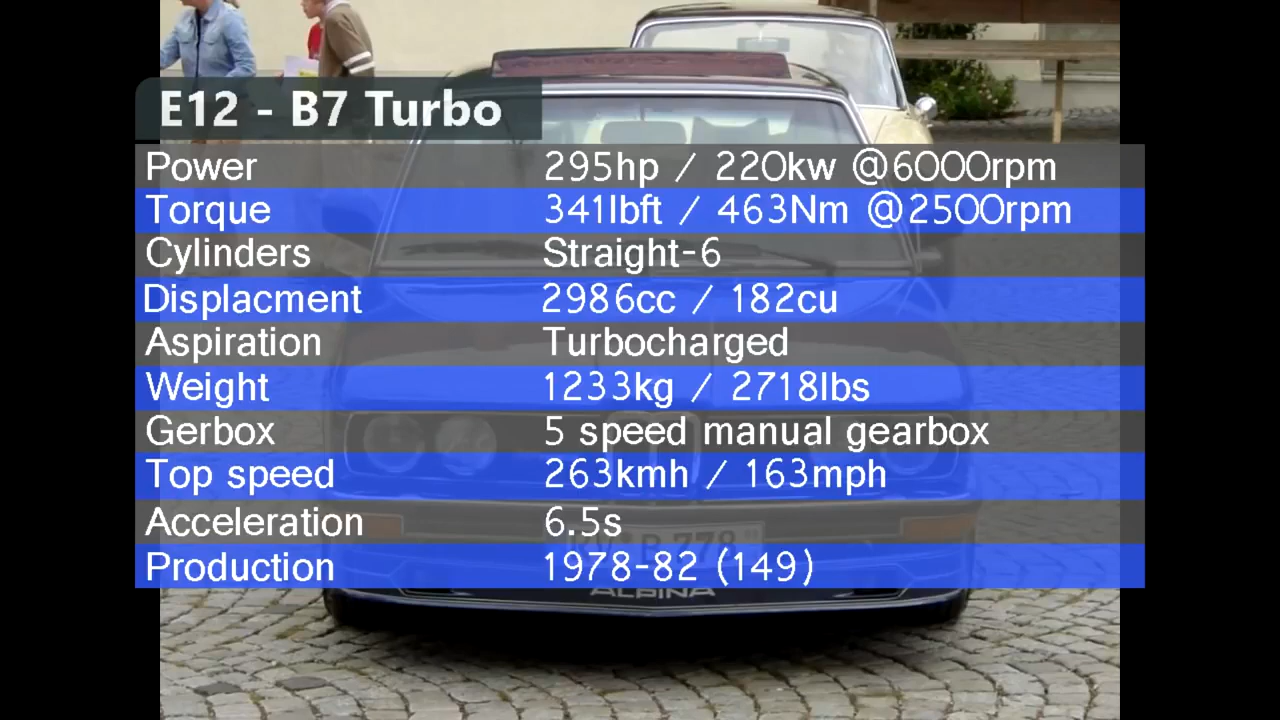 E12 - B7 Turbo
Power 295hp / 220kw @6000rpm
Torque 341lbft / 463Nm @2500rpm
Cylinders Straight-6
Displacment 2986cc / 182cu
Aspiration Turbocharged
Weight 1233kg / 2718lbs
Gerbox 5 speed manual gearbox
Top speed 263kmh / 163mph
Acceleration 6.5s
Production 1978-82 (149)
ALPINA